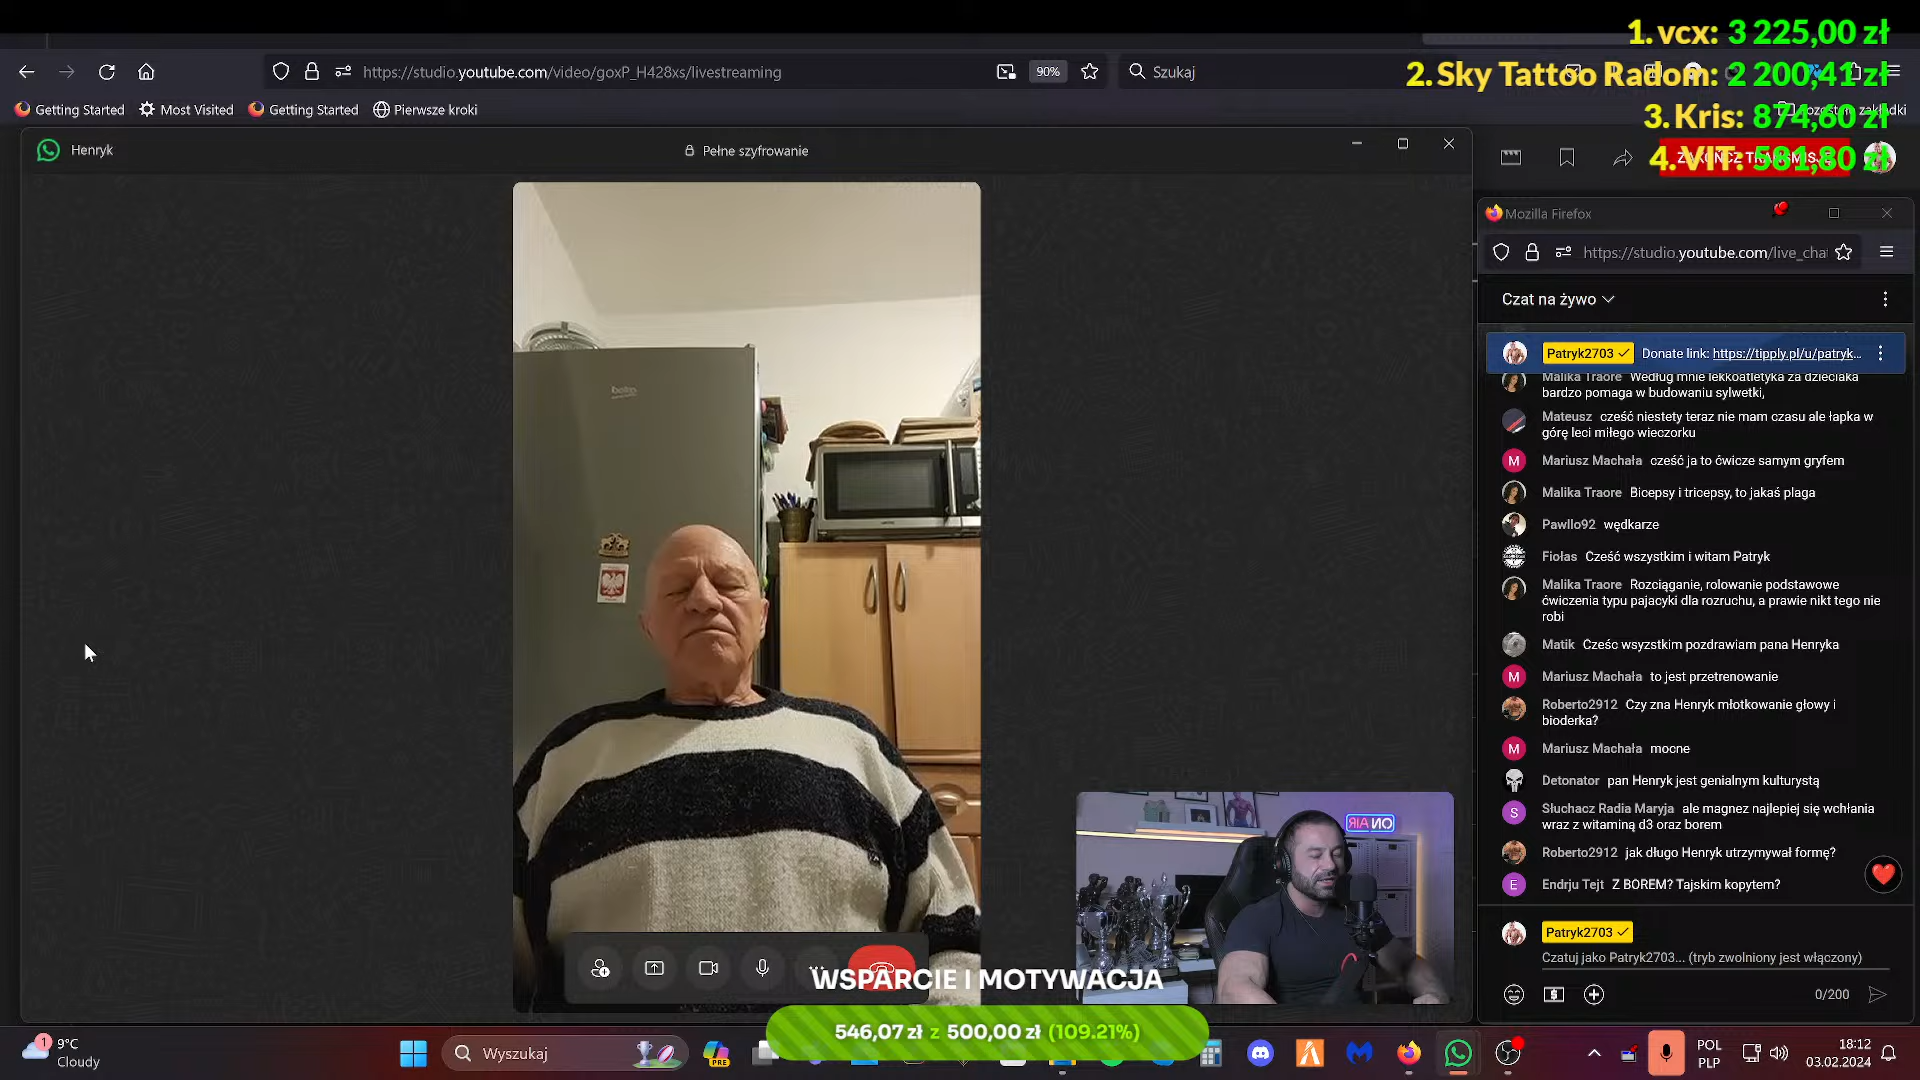 1. vcx: 3 225,00 zł
2. Sky Tattoo Radom: 2 200,41 zł
3. Kris: 874,60 zł
4. VIT: 581,80 zł
https://studio.youtube.com/video/goxP_H428xs/livestreaming
90%
Szukaj
Getting Started
Most Visited
Getting Started
Pierwsze kroki
Henryk
Pełne szyfrowanie
beko
Mozilla Firefox
https://studio.youtube.com/live_cha
Czat na żywo
Patryk2703 Donate link: https://tipply.pl/u/patryk...
Malika Traore Według mnie lekkoatletyka za dzieciaka
bardzo pomaga w budowaniu sylwetki,
Mateusz cześć niestety teraz nie mam czasu ale łapka w
górę leci miłego wieczorku
M Mariusz Machała cześć ja to ćwicze samym gryfem
Malika Traore Bicepsy i tricepsy, to jakaś plaga
Pawllo92 wędkarze
Fiołas Cześć wszystkim i witam Patryk
Malika Traore Rozciąganie, rolowanie podstawowe
ćwiczenia typu pajacyki dla rozruchu, a prawie nikt tego nie
robi
Matik Cześc wsyzstkim pozdrawiam pana Henryka
M Mariusz Machała to jest przetrenowanie
Roberto2912 Czy zna Henryk młotkowanie głowy i
bioderka?
M Mariusz Machała mocne
Detonator pan Henryk jest genialnym kulturystą
S Słuchacz Radia Maryja ale magnez najlepiej się wchłania
wraz z witaminą d3 oraz borem
Roberto2912 jak długo Henryk utrzymywał formę?
E Endrju Tejt Z BOREM? Tajskim kopytem?
Patryk2703
Czatuj jako Patryk2703... (tryb zwolniony jest włączony)
0/200
ON AIR
WSPARCIE I MOTYWACJA
546,07 zł z 500,00 zł (109.21%)
1
9°C
Cloudy
Wyszukaj
PRE
POL
PLP
18:12
03.02.2024